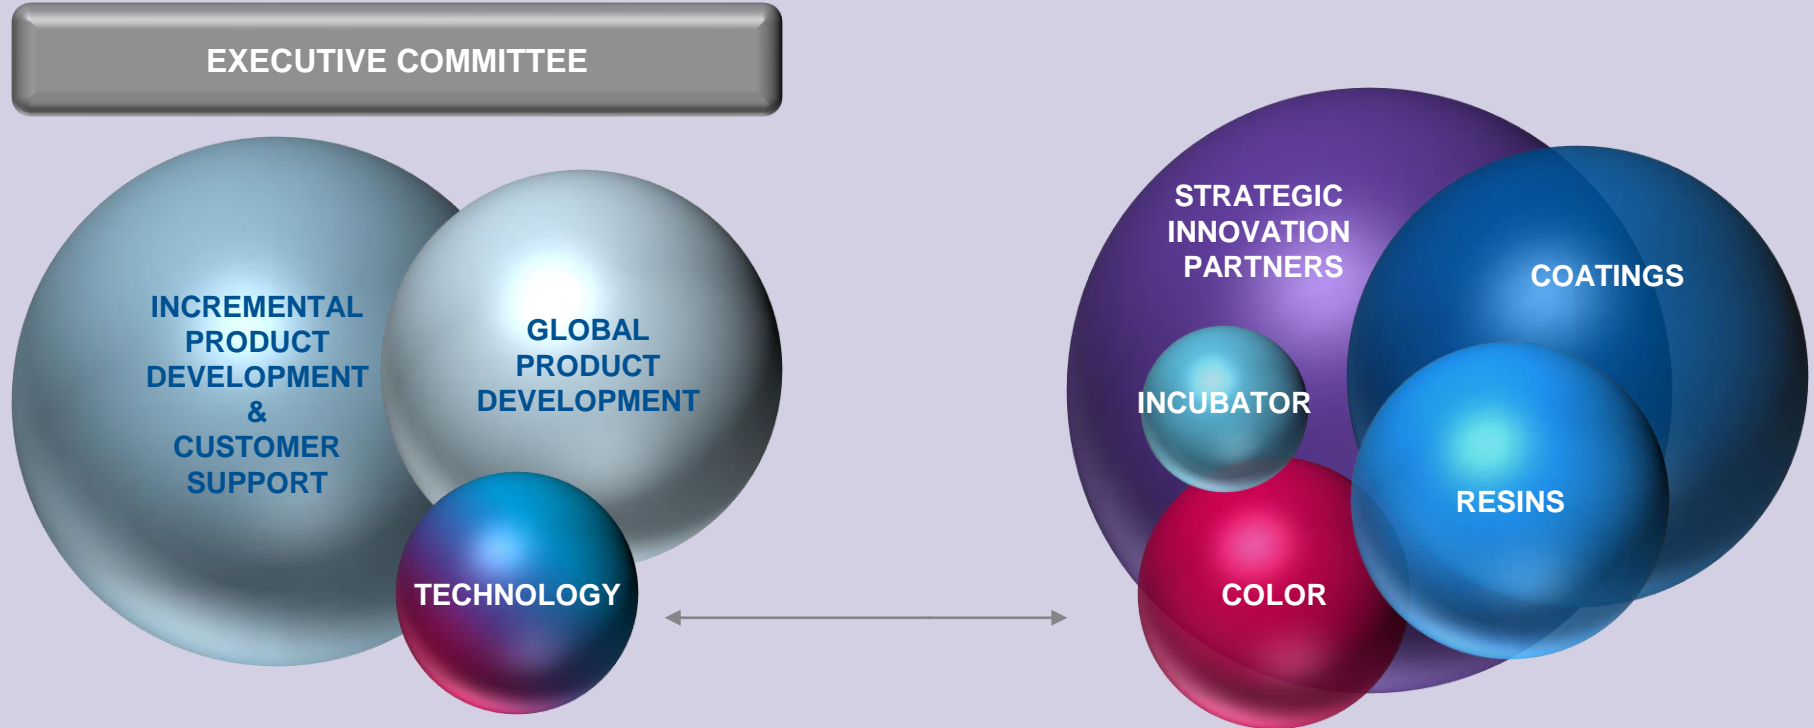 EXECUTIVE COMMITTEE
INCREMENTAL
PRODUCT
DEVELOPMENT
&
CUSTOMER
SUPPORT
GLOBAL
PRODUCT
DEVELOPMENT
TECHNOLOGY
STRATEGIC
INNOVATION
PARTNERS
COATINGS
INCUBATOR
RESINS
COLOR